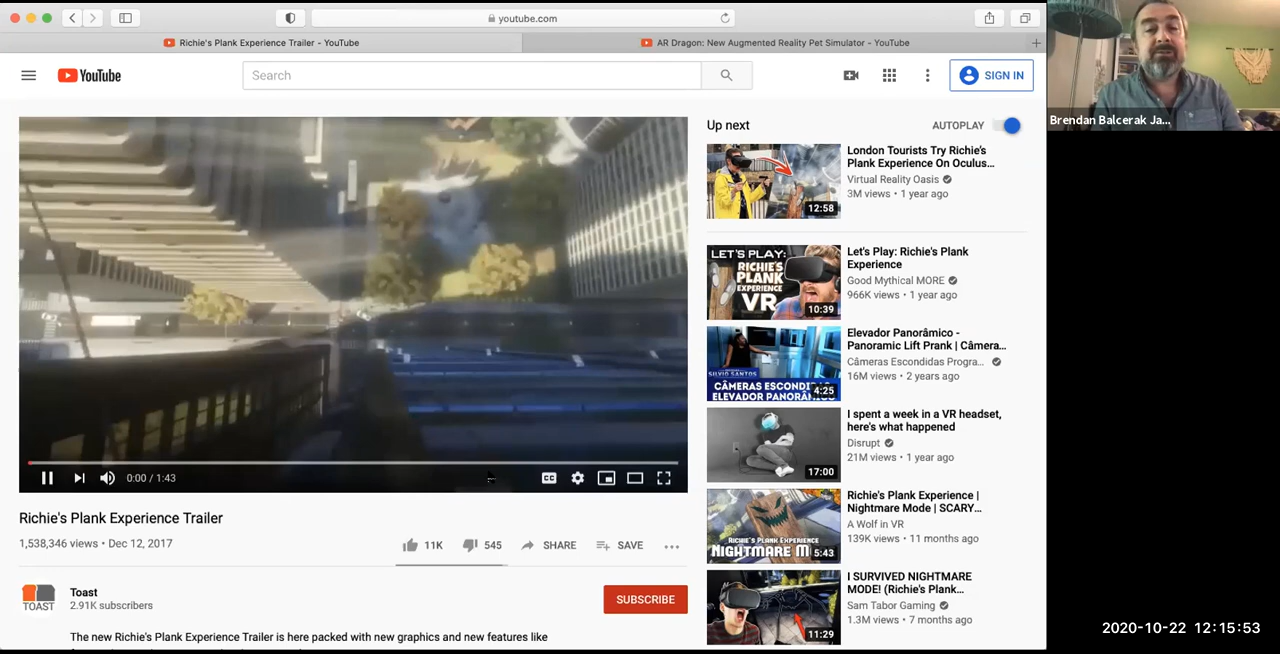 youtube.com
Richie's Plank Experience Trailer - YouTube
AR Dragon: New Augmented Reality Pet Simulator - YouTube
YouTube
Search
SIGN IN
Brendan Balcerak Ja...
Up next
AUTOPLAY
London Tourists Try Richie's
Plank Experience On Oculus...
Virtual Reality Oasis
3M views • 1 year ago
12:58
LET'S PLAY:
RICHIE'S
PLANK
EXPERIENCE
VR
10:39
Let's Play: Richie's Plank
Experience
Good Mythical MORE
966K views • 1 year ago
SILVIO SANTOS
CÂMERAS ESCONDIDAS
ELEVADOR PANORÂMICO
4:25
Elevador Panorâmico -
Panoramic Lift Prank | Câmera...
Câmeras Escondidas Progra...
16M views • 2 years ago
17:00
I spent a week in a VR headset,
here's what happened
Disrupt
21M views • 1 year ago
RICHIE'S PLANK EXPERIENCE
NIGHTMARE M
5:43
Richie's Plank Experience |
Nightmare Mode | SCARY...
A Wolf in VR
139K views • 11 months ago
11:29
I SURVIVED NIGHTMARE
MODE! (Richie's Plank...
Sam Tabor Gaming
1.3M views • 7 months ago
0:00 / 1:43
CC
Richie's Plank Experience Trailer
1,538,346 views • Dec 12, 2017
11K
545
SHARE
SAVE
TOAST
Toast
2.91K subscribers
SUBSCRIBE
The new Richie's Plank Experience Trailer is here packed with new graphics and new features like
2020-10-22 12:15:53